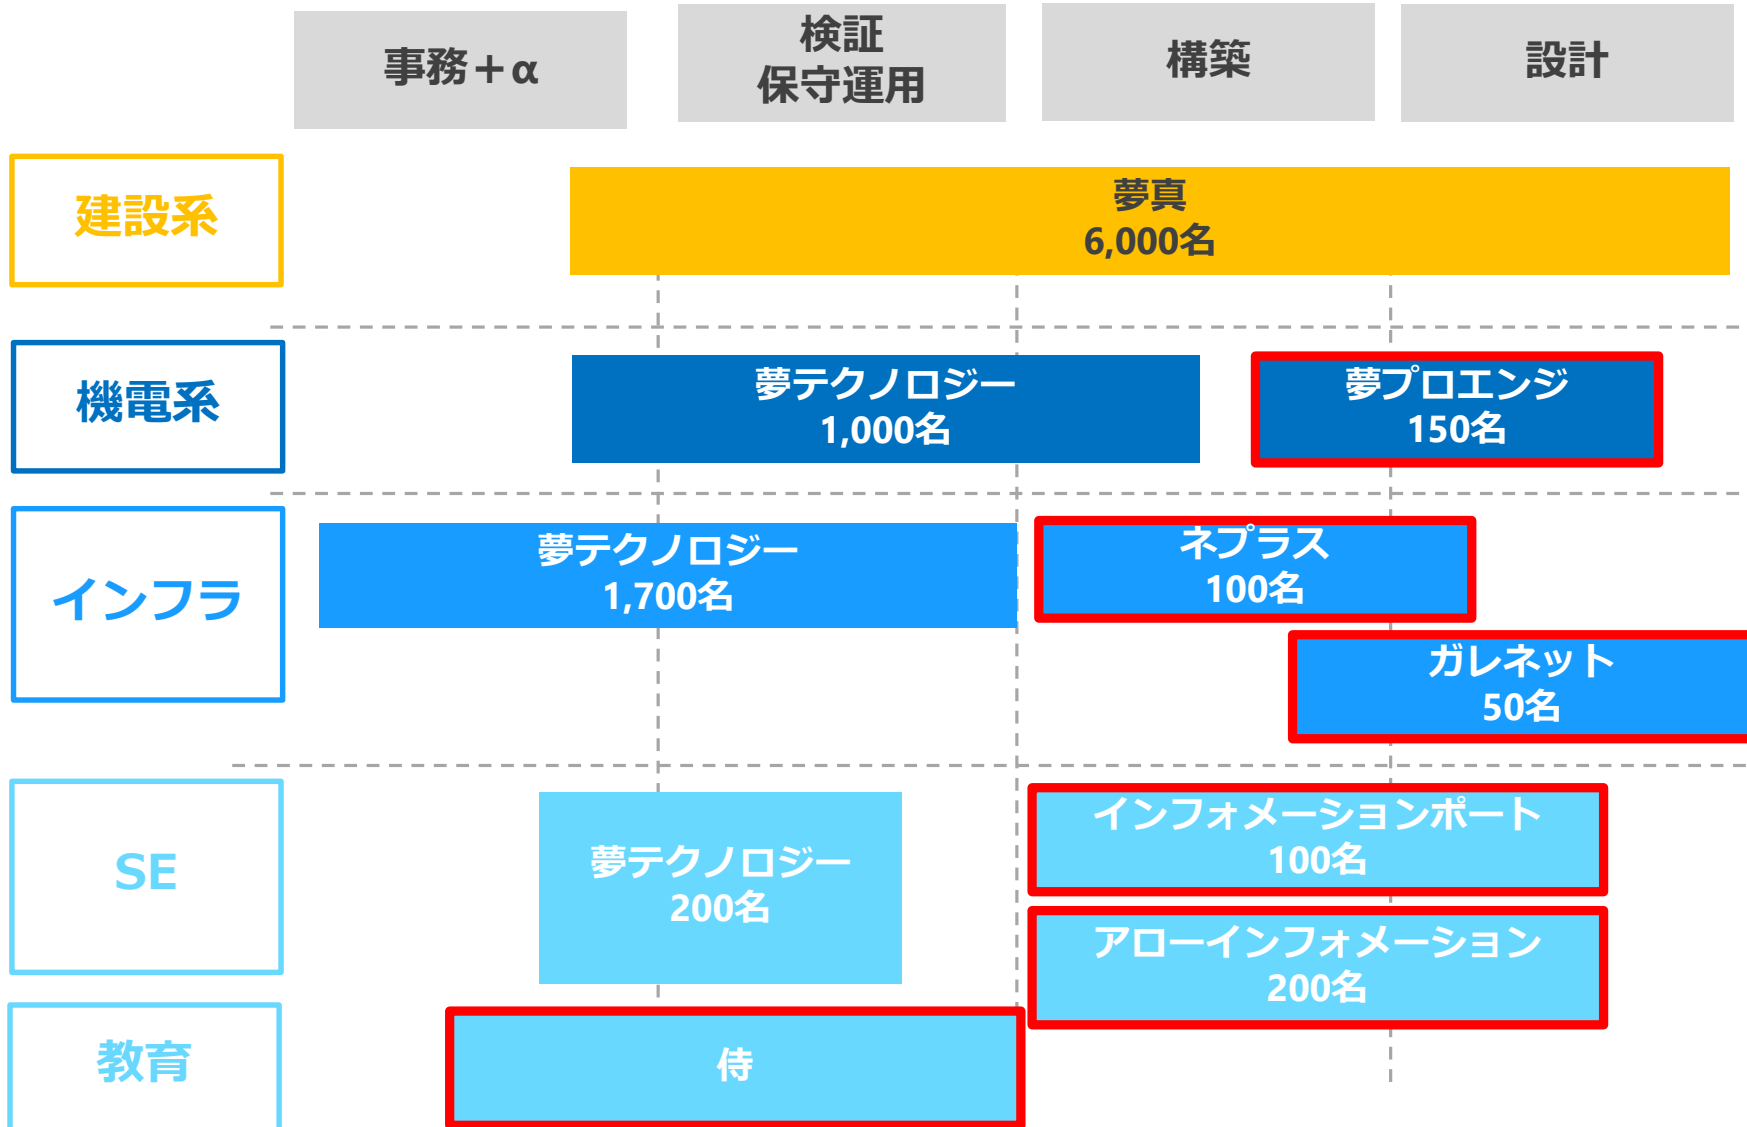 事務＋α
検証
保守運用
構築
設計
建設系
夢真
6,000名
機電系
夢テクノロジー
1,000名
夢プロエンジ
150名
インフラ
夢テクノロジー
1,700名
ネプラス
100名
ガレネット
50名
SE
夢テクノロジー
200名
インフォメーションポート
100名
アローインフォメーション
200名
教育
侍